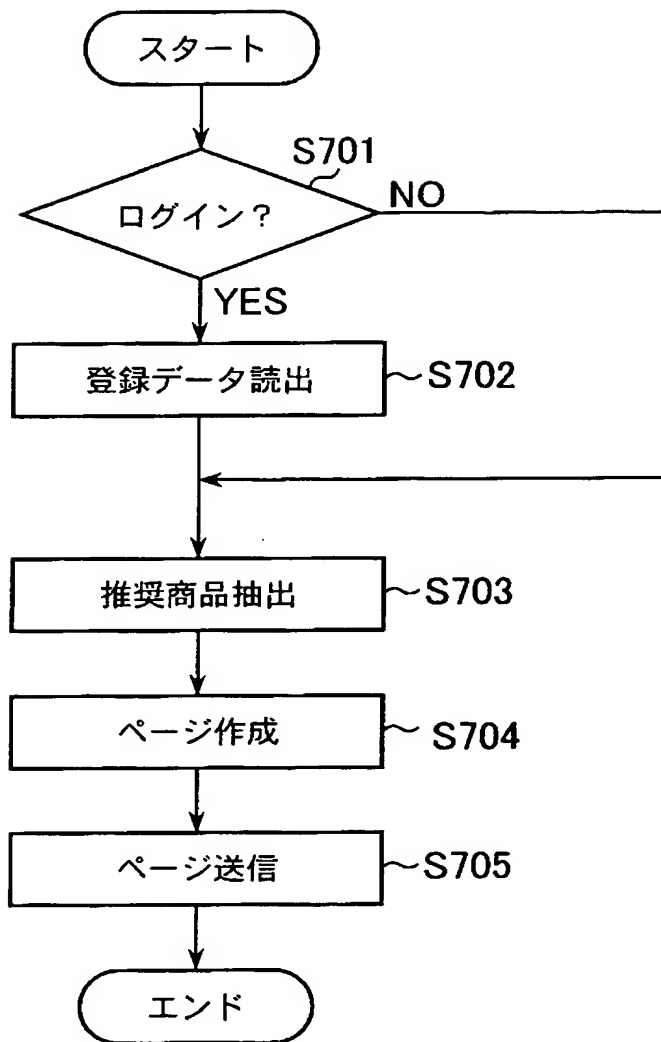 スタート
S701
ログイン？
NO
YES
登録データ読出
S702
推奨商品抽出
S703
ページ作成
S704
ページ送信
S705
エンド